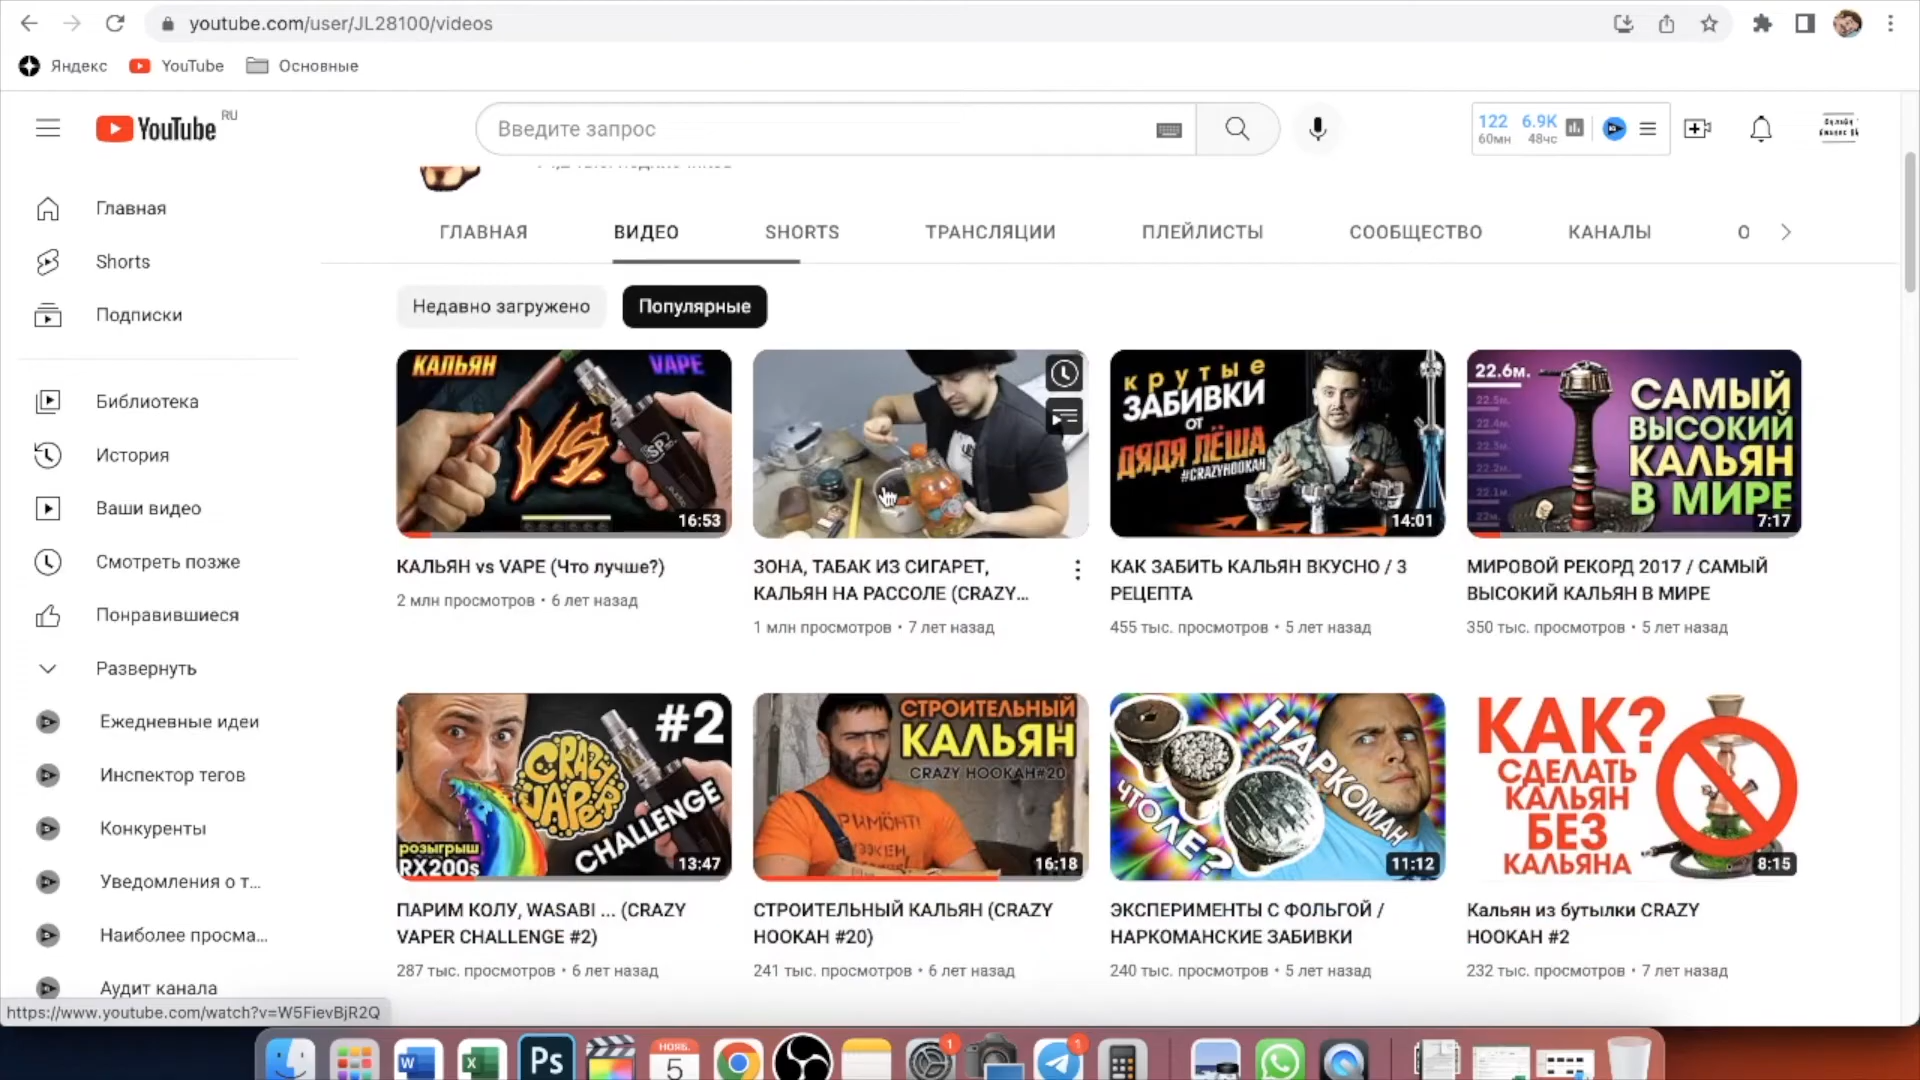 youtube.com/user/JL28100/videos
Яндекс
YouTube
Основные
YouTube
RU
Введите запрос
122
60мн
6.9K
48чс
Главная
Shorts
Подписки
Библиотека
История
Ваши видео
Смотреть позже
Понравившиеся
Развернуть
Ежедневные идеи
Инспектор тегов
Конкуренты
Уведомления о т...
Наиболее просма...
Аудит канала
ГЛАВНАЯ
ВИДЕО
SHORTS
ТРАНСЛЯЦИИ
ПЛЕЙЛИСТЫ
СООБЩЕСТВО
КАНАЛЫ
О
Недавно загружено
Популярные
КАЛЬЯН
VAPE
VS
16:53
КАЛЬЯН vs VAPE (Что лучше?)
2 млн просмотров • 6 лет назад
ЗОНА, ТАБАК ИЗ СИГАРЕТ,
КАЛЬЯН НА РАССОЛЕ (CRAZY...
1 млн просмотров • 7 лет назад
крутые
ЗАБИВКИ
ОТ
ДЯДЯ ЛЁША
#CRAZYHOOKAH
14:01
КАК ЗАБИТЬ КАЛЬЯН ВКУСНО / 3
РЕЦЕПТА
455 тыс. просмотров • 5 лет назад
22.6м.
САМЫЙ
ВЫСОКИЙ
КАЛЬЯН
В МИРЕ
7:17
МИРОВОЙ РЕКОРД 2017 / САМЫЙ
ВЫСОКИЙ КАЛЬЯН В МИРЕ
350 тыс. просмотров • 5 лет назад
#2
CRAZY
VAPER
CHALLENGE
розыгрыш
RX200s
13:47
ПАРИМ КОЛУ, WASABI ... (CRAZY
VAPER CHALLENGE #2)
287 тыс. просмотров • 6 лет назад
СТРОИТЕЛЬНЫЙ
КАЛЬЯН
CRAZY HOOKAH#20
16:18
СТРОИТЕЛЬНЫЙ КАЛЬЯН (CRAZY
HOOKAH #20)
241 тыс. просмотров • 6 лет назад
НАРКОМАН
ЧТОЛЕ?
11:12
ЭКСПЕРИМЕНТЫ С ФОЛЬГОЙ /
НАРКОМАНСКИЕ ЗАБИВКИ
240 тыс. просмотров • 5 лет назад
КАК?
СДЕЛАТЬ
КАЛЬЯН
БЕЗ
КАЛЬЯНА
8:15
Кальян из бутылки CRAZY
HOOKAH #2
232 тыс. просмотров • 7 лет назад
https://www.youtube.com/watch?v=W5FievBjR2Q
W
X
Ps
НОЯБ.
5
1
1